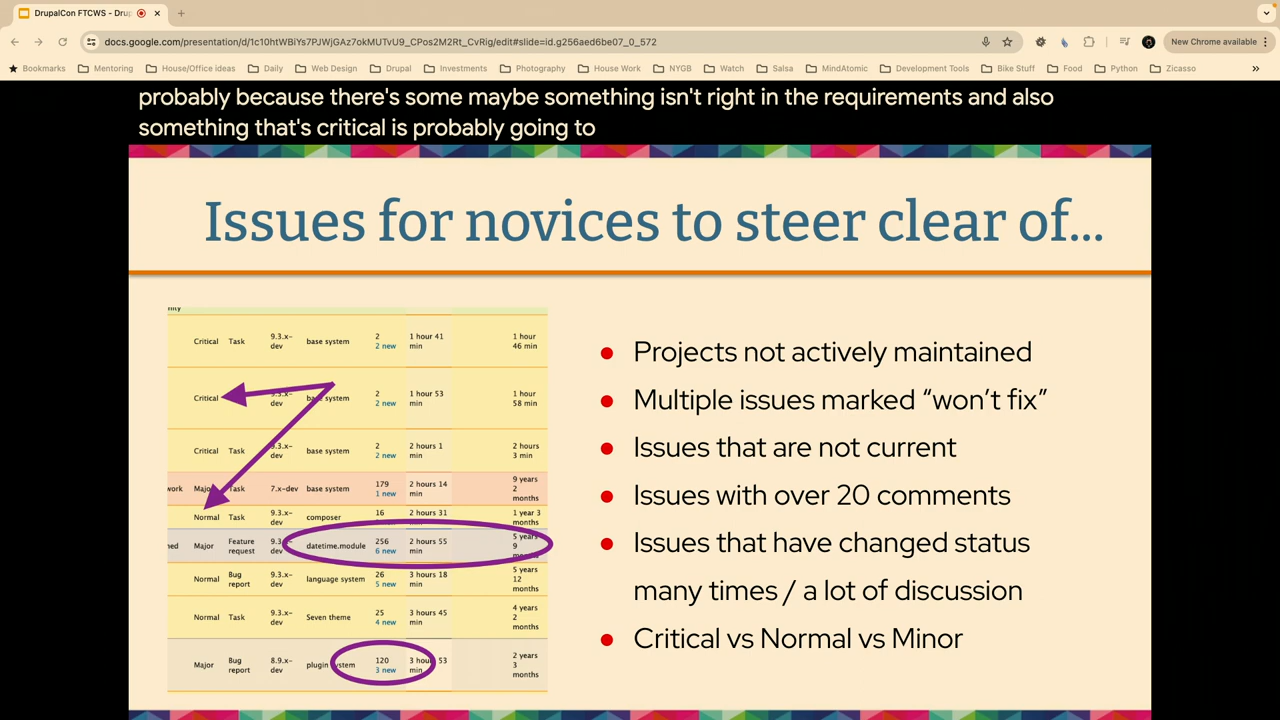 DrupalCon FTCWS - Drup
docs.google.com/presentation/d/1c10htWBiYs7PJWjGAz7okMUTvU9_CPos2M2Rt_CvRig/edit#slide=id.g256aed6be07_0_572
New Chrome available
Bookmarks Mentoring House/Office ideas Daily Web Design Drupal Investments Photography House Work NYGB Watch Salsa MindAtomic Development Tools Bike Stuff Food Python Zicasso
probably because there's some maybe something isn't right in the requirements and also
something that's critical is probably going to
Issues for novices to steer clear of...
Critical Task 9.3.x-dev base system 2 2 new 1 hour 41 min 1 hour 46 min
Critical 9.3.x-dev base system 2 2 new 1 hour 53 min 1 hour 58 min
Critical Task 9.3.x-dev base system 2 2 new 2 hours 1 min 2 hours 3 min
work Major Task 7.x-dev base system 179 1 new 2 hours 14 min 9 years 2 months
Normal Task 9.3.x-dev composer 16 2 hours 31 min 1 year 3 months
ned Major Feature request 9.3.x-dev datetime.module 256 6 new 2 hours 55 min 5 years 9 months
Normal Bug report 9.3.x-dev language system 26 5 new 3 hours 18 min 5 years 12 months
Normal Task 9.3.x-dev Seven theme 25 4 new 3 hours 45 min 4 years 2 months
Major Bug report 8.9.x-dev plugin system 120 3 new 3 hours 53 min 2 years 3 months
● Projects not actively maintained
● Multiple issues marked “won’t fix”
● Issues that are not current
● Issues with over 20 comments
● Issues that have changed status
many times / a lot of discussion
● Critical vs Normal vs Minor